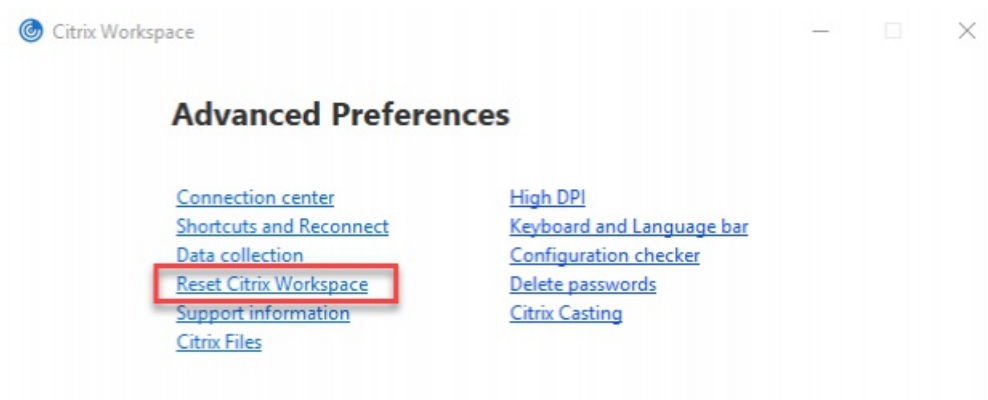 Citrix Workspace
Advanced Preferences
Connection center
Shortcuts and Reconnect
Data collection
Reset Citrix Workspace
Support information
Citrix Files
High DPI
Keyboard and Language bar
Configuration checker
Delete passwords
Citrix Casting